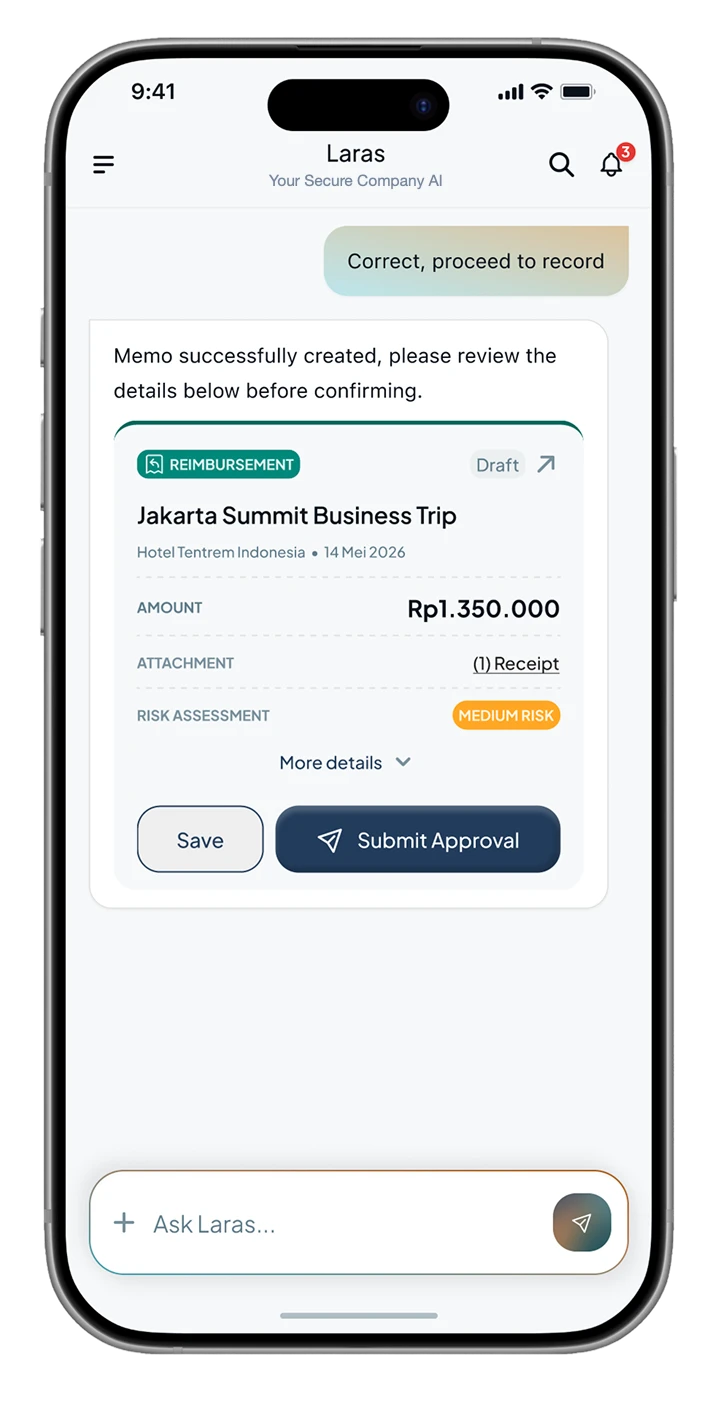 9:41
Laras
3
Your Secure Company AI
Correct, proceed to record
Memo successfully created, please review the
details below before confirming.
REIMBURSEMENT
Draft
Jakarta Summit Business Trip
Hotel Tentrem Indonesia • 14 Mei 2026
AMOUNT
Rp1.350.000
ATTACHMENT
(1) Receipt
RISK ASSESSMENT
MEDIUM RISK
More details
Save
Submit Approval
Ask Laras...